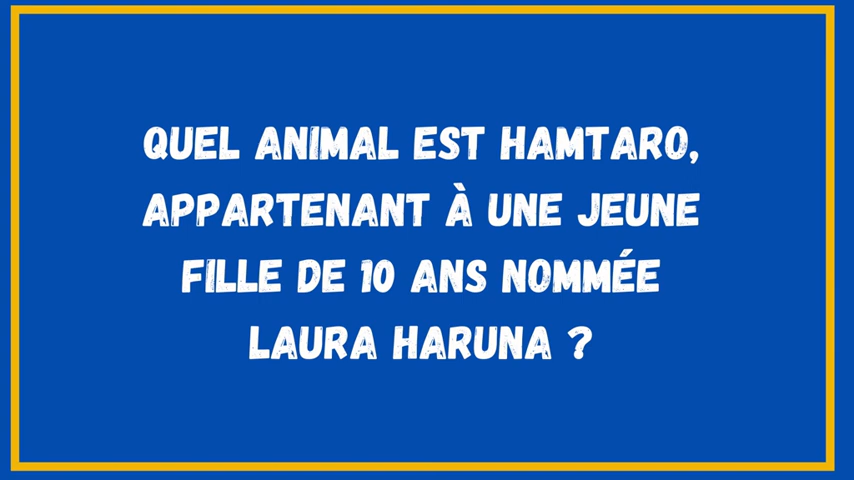 QUEL ANIMAL EST HAMTARO,
APPARTENANT À UNE JEUNE
FILLE DE 10 ANS NOMMÉE
LAURA HARUNA ?